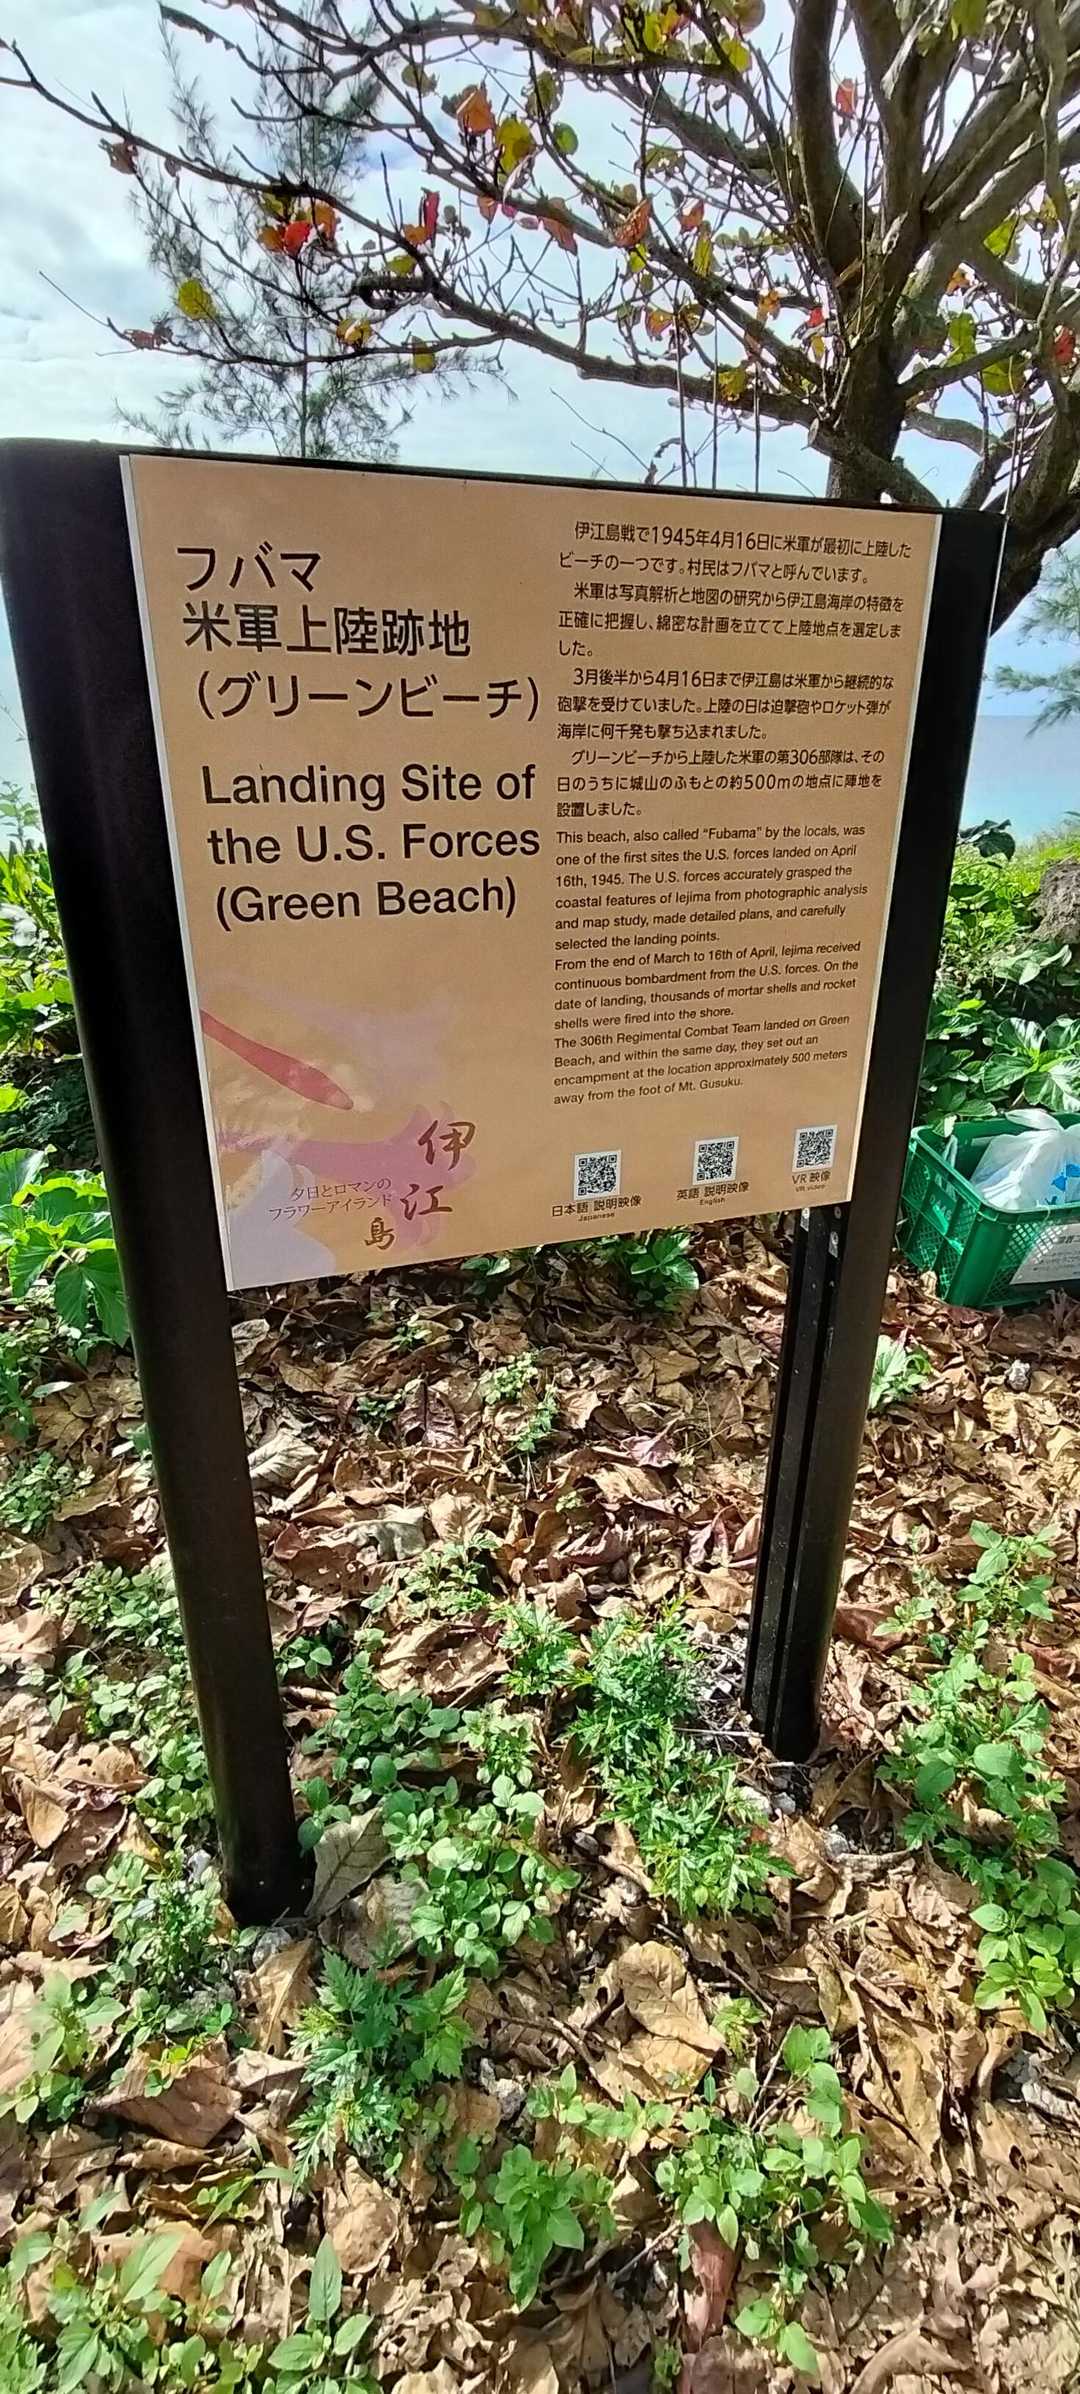 フバマ
米軍上陸跡地
(グリーンビーチ)
Landing Site of
the U.S. Forces
(Green Beach)
伊江島戦で1945年4月16日に米軍が最初に上陸した
ビーチの一つです。村民はフバマと呼んでいます。
米軍は写真解析と地図の研究から伊江島海岸の特徴を
正確に把握し、綿密な計画を立てて上陸地点を選定しま
した。
3月後半から4月16日まで伊江島は米軍から継続的な
砲撃を受けていました。上陸の日は迫撃砲やロケット弾が
海岸に何千発も撃ち込まれました。
グリーンビーチから上陸した米軍の第306部隊は、その
日のうちに城山のふもとの約500mの地点に陣地を
設置しました。
This beach, also called “Fubama” by the locals, was
one of the first sites the U.S. forces landed on April
16th, 1945. The U.S. forces accurately grasped the
coastal features of Iejima from photographic analysis
and map study, made detailed plans, and carefully
selected the landing points.
From the end of March to 16th of April, Iejima received
continuous bombardment from the U.S. forces. On the
date of landing, thousands of mortar shells and rocket
shells were fired into the shore.
The 306th Regimental Combat Team landed on Green
Beach, and within the same day, they set out an
encampment at the location approximately 500 meters
away from the foot of Mt. Gusuku.
夕日とロマンの
フラワーアイランド
伊江島
日本語 説明映像
Japanese
英語 説明映像
English
VR 映像
VR video